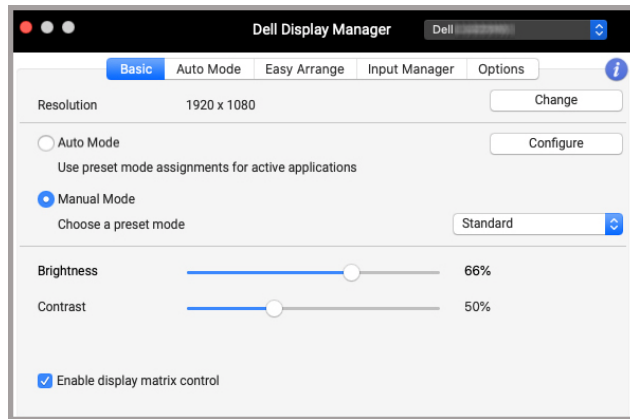 Dell Display Manager Dell
Basic Auto Mode Easy Arrange Input Manager Options i
Resolution 1920 x 1080 Change
Auto Mode Configure
Use preset mode assignments for active applications
Manual Mode
Choose a preset mode Standard
Brightness 66%
Contrast 50%
Enable display matrix control